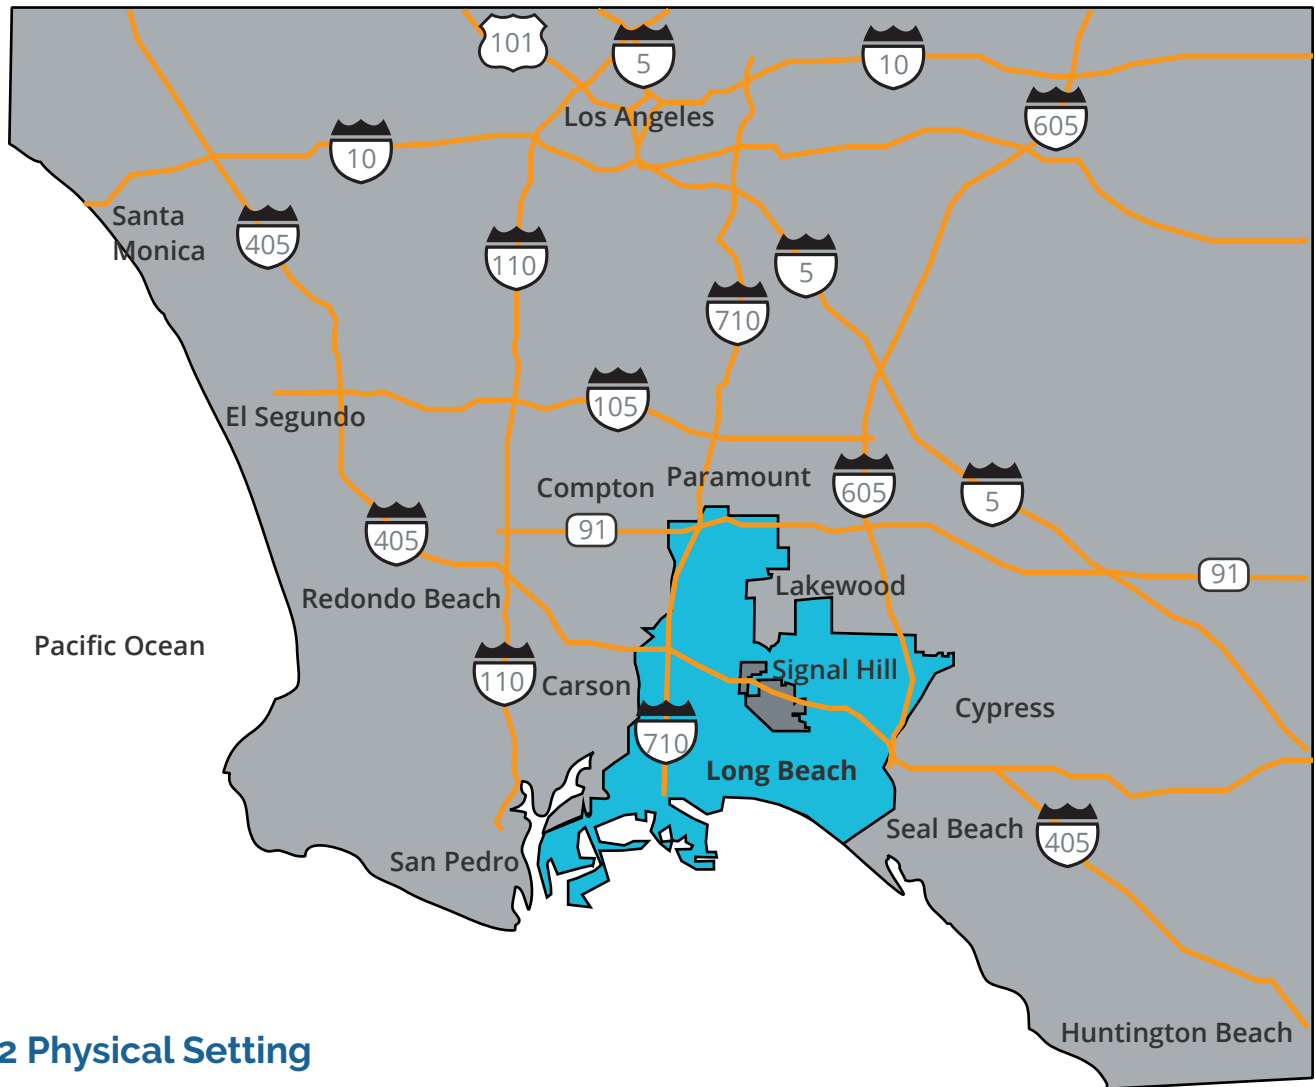 101
5
10
Los Angeles
605
10
Santa
Monica
405
110
5
710
El Segundo
105
Compton
Paramount
605
5
91
405
91
Lakewood
Redondo Beach
Pacific Ocean
110
Carson
Signal Hill
Cypress
710
Long Beach
Seal Beach
405
San Pedro
Huntington Beach
2 Physical Setting